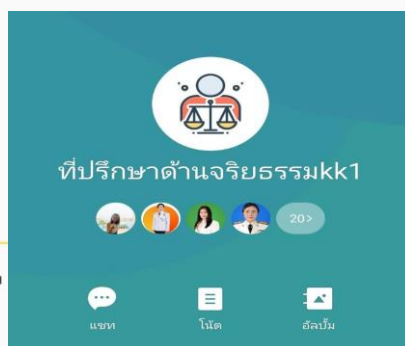 ที่ปรึกษาด้านจริยธรรมkk1
20>
แชท
โน้ต
อัลบั้ม